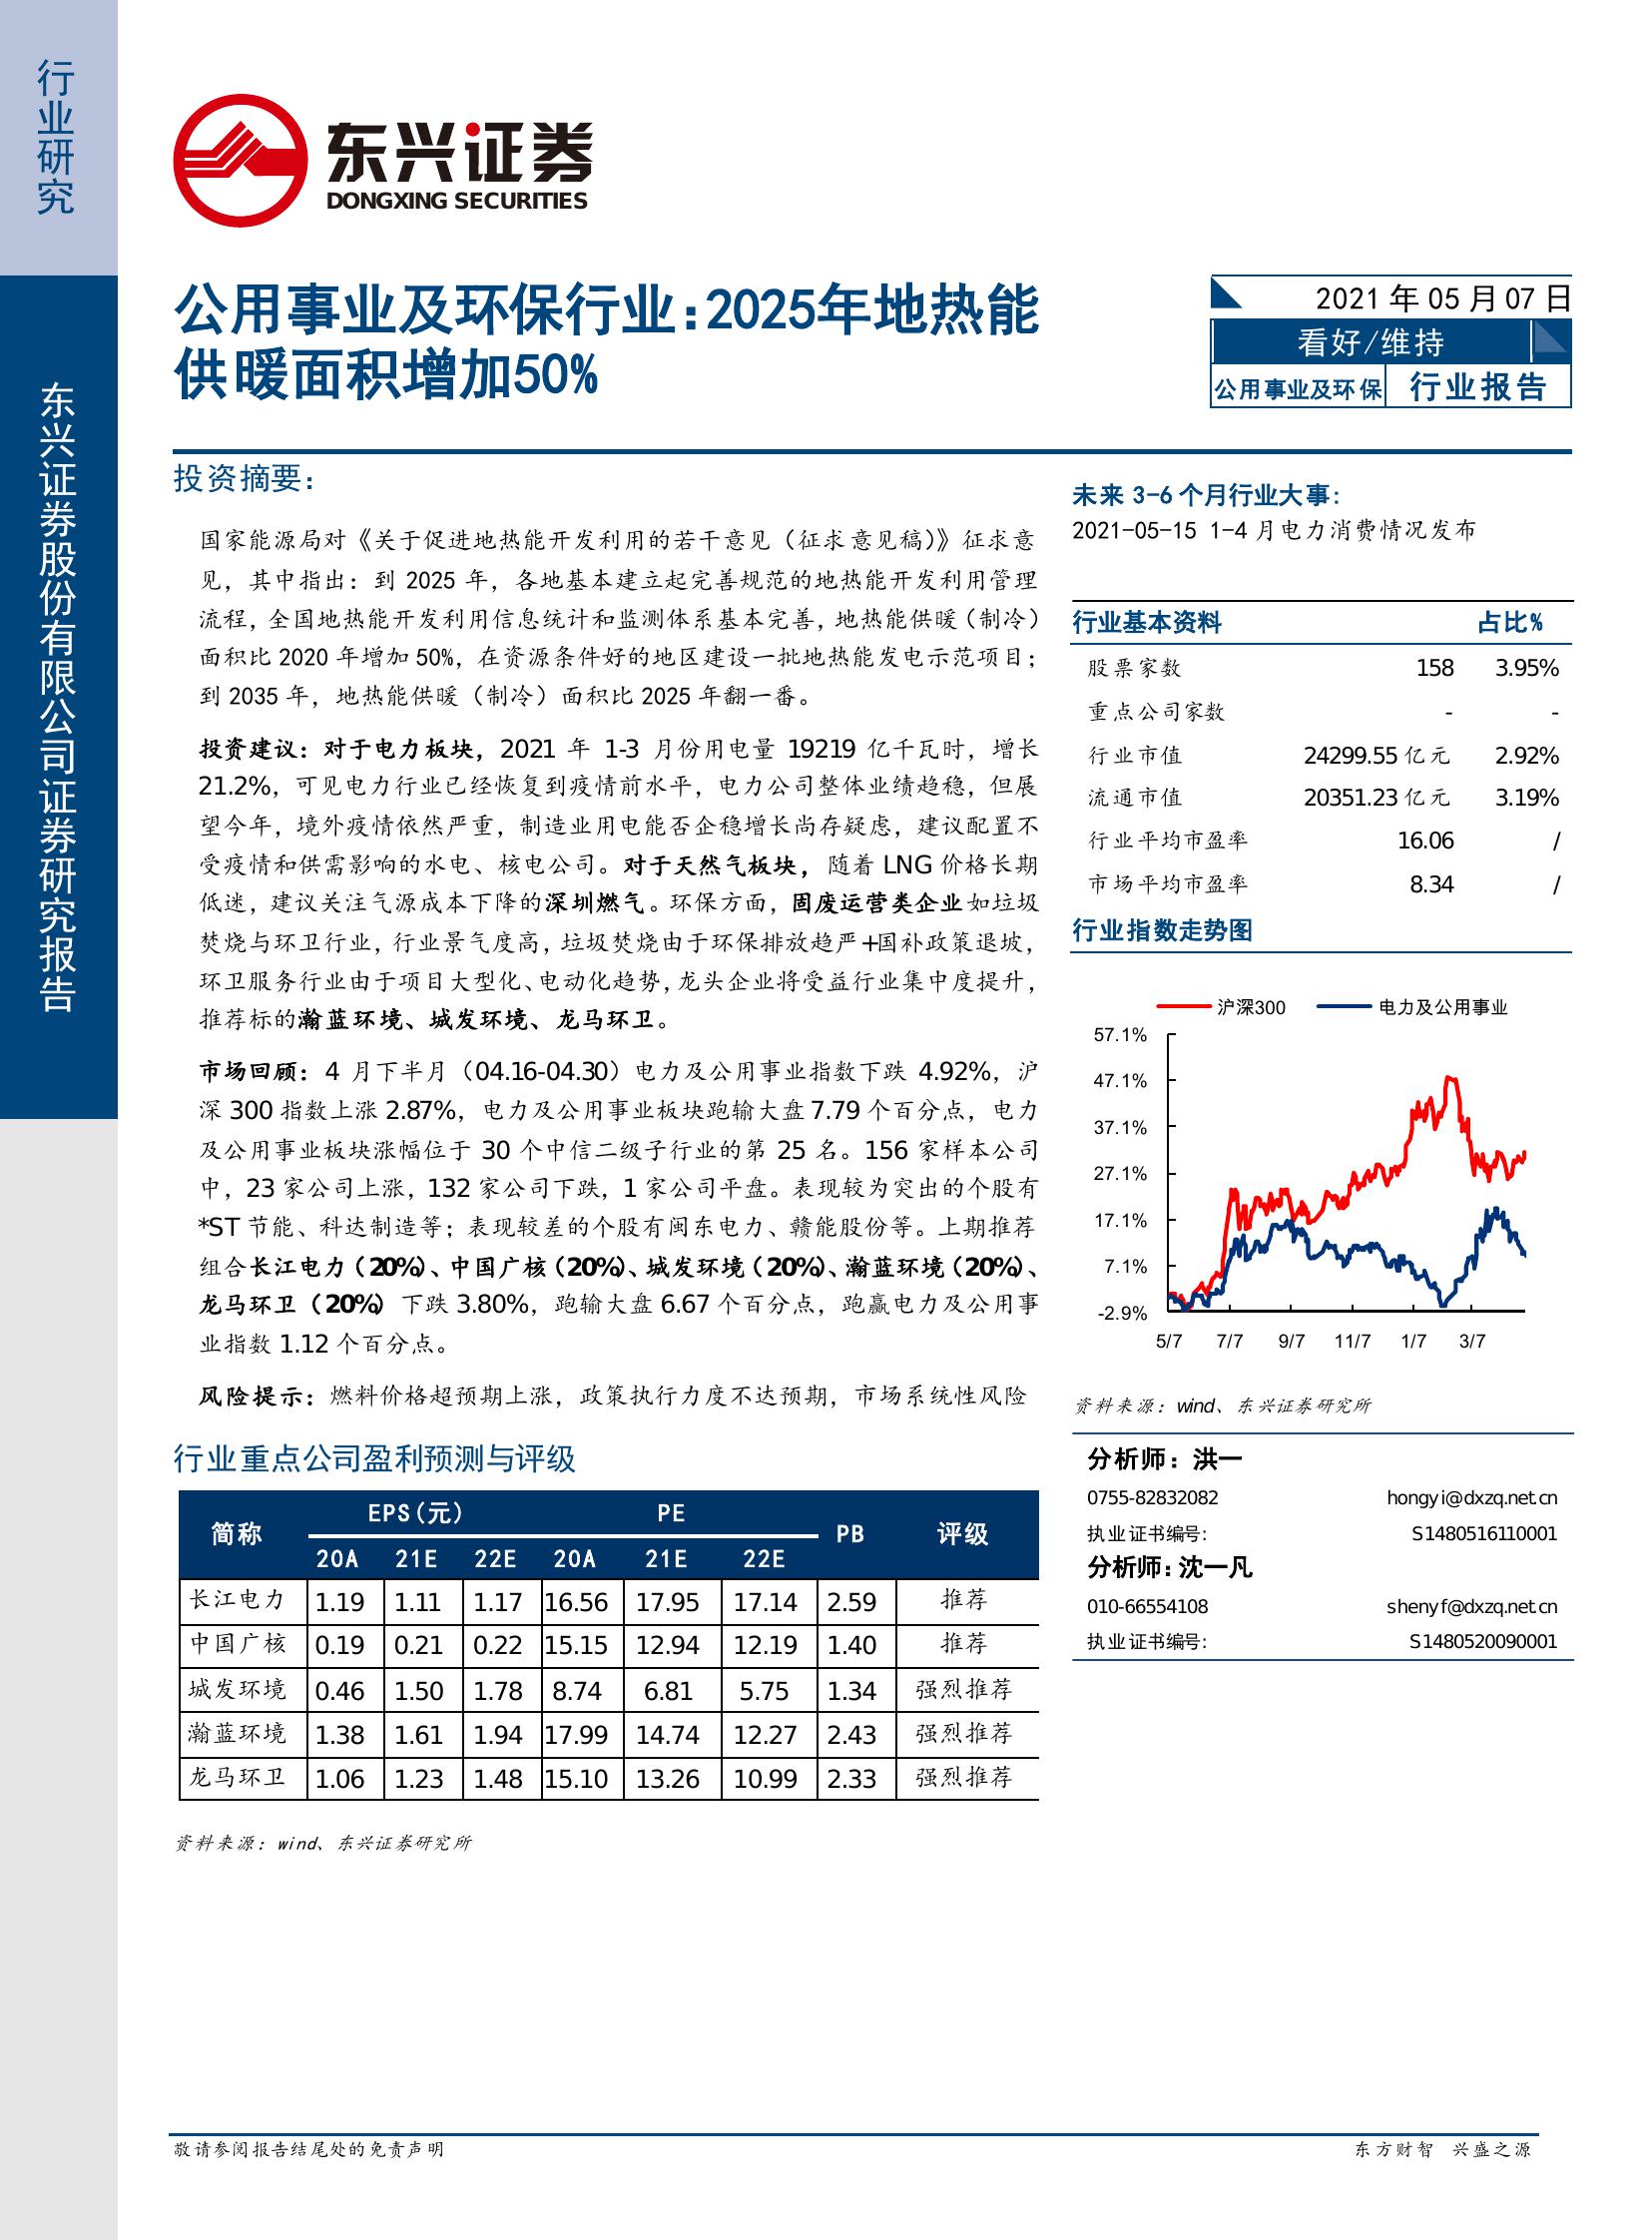 行业研究
东兴证券股份有限公司证券研究报告
东兴证券
DONGXING SECURITIES
公用事业及环保行业：2025年地热能
供暖面积增加50%
2021 年 05 月 07 日
看好/维持
公用事业及环保 行业报告
投资摘要：
国家能源局对《关于促进地热能开发利用的若干意见（征求意见稿）》征求意
见，其中指出：到 2025 年，各地基本建立起完善规范的地热能开发利用管理
流程，全国地热能开发利用信息统计和监测体系基本完善，地热能供暖（制冷）
面积比 2020 年增加 50%，在资源条件好的地区建设一批地热能发电示范项目；
到 2035 年，地热能供暖（制冷）面积比 2025 年翻一番。
投资建议：对于电力板块，2021 年 1-3 月份用电量 19219 亿千瓦时，增长
21.2%，可见电力行业已经恢复到疫情前水平，电力公司整体业绩趋稳，但展
望今年，境外疫情依然严重，制造业用电能否企稳增长尚存疑虑，建议配置不
受疫情和供需影响的水电、核电公司。对于天然气板块，随着 LNG 价格长期
低迷，建议关注气源成本下降的深圳燃气。环保方面，固废运营类企业如垃圾
焚烧与环卫行业，行业景气度高，垃圾焚烧由于环保排放趋严+国补政策退坡，
环卫服务行业由于项目大型化、电动化趋势，龙头企业将受益行业集中度提升，
推荐标的瀚蓝环境、城发环境、龙马环卫。
市场回顾：4 月下半月（04.16-04.30）电力及公用事业指数下跌 4.92%，沪
深 300 指数上涨 2.87%，电力及公用事业板块跑输大盘 7.79 个百分点，电力
及公用事业板块涨幅位于 30 个中信二级子行业的第 25 名。156 家样本公司
中，23 家公司上涨，132 家公司下跌，1 家公司平盘。表现较为突出的个股有
*ST 节能、科达制造等；表现较差的个股有闽东电力、赣能股份等。上期推荐
组合长江电力（20%）、中国广核（20%）、城发环境（20%）、瀚蓝环境（20%）、
龙马环卫（20%）下跌 3.80%，跑输大盘 6.67 个百分点，跑赢电力及公用事
业指数 1.12 个百分点。
风险提示：燃料价格超预期上涨，政策执行力度不达预期，市场系统性风险
行业重点公司盈利预测与评级
简称 EPS(元) PE PB 评级
20A 21E 22E 20A 21E 22E
长江电力 1.19 1.11 1.17 16.56 17.95 17.14 2.59 推荐
中国广核 0.19 0.21 0.22 15.15 12.94 12.19 1.40 推荐
城发环境 0.46 1.50 1.78 8.74 6.81 5.75 1.34 强烈推荐
瀚蓝环境 1.38 1.61 1.94 17.99 14.74 12.27 2.43 强烈推荐
龙马环卫 1.06 1.23 1.48 15.10 13.26 10.99 2.33 强烈推荐
资料来源：wind、东兴证券研究所
未来 3-6 个月行业大事：
2021-05-15 1-4 月电力消费情况发布
行业基本资料 占比%
股票家数 158 3.95%
重点公司家数 - -
行业市值 24299.55 亿元 2.92%
流通市值 20351.23 亿元 3.19%
行业平均市盈率 16.06 /
市场平均市盈率 8.34 /
行业指数走势图
沪深300 电力及公用事业
57.1%
47.1%
37.1%
27.1%
17.1%
7.1%
-2.9%
5/7 7/7 9/7 11/7 1/7 3/7
资料来源：wind、东兴证券研究所
分析师：洪一
0755-82832082 hongyi@dxzq.net.cn
执业证书编号: S1480516110001
分析师：沈一凡
010-66554108 shenyf@dxzq.net.cn
执业证书编号: S1480520090001
敬请参阅报告结尾处的免责声明
东方财智 兴盛之源